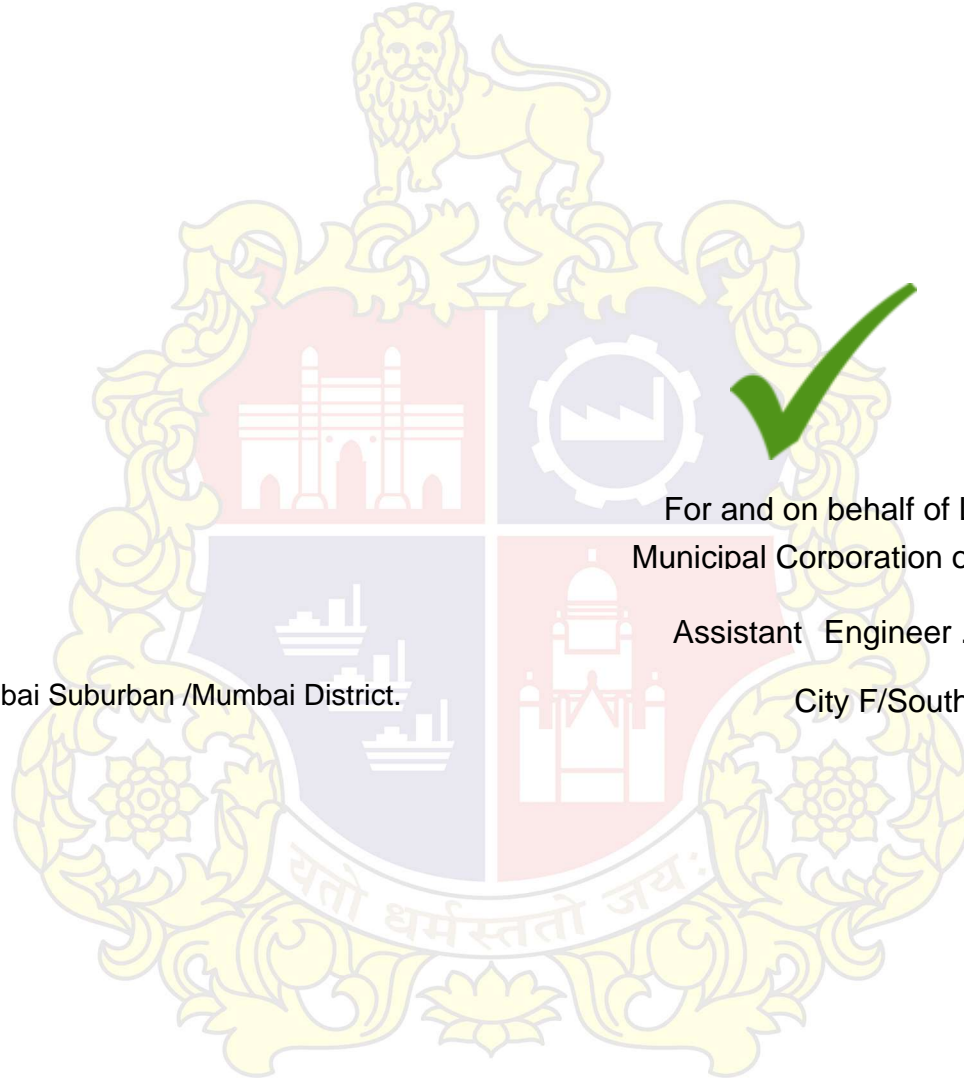 For and on behalf of
Municipal Corporation
Assistant Engineer
bai Suburban /Mumbai District.
City F/South
यतो धर्मस्ततो जय: